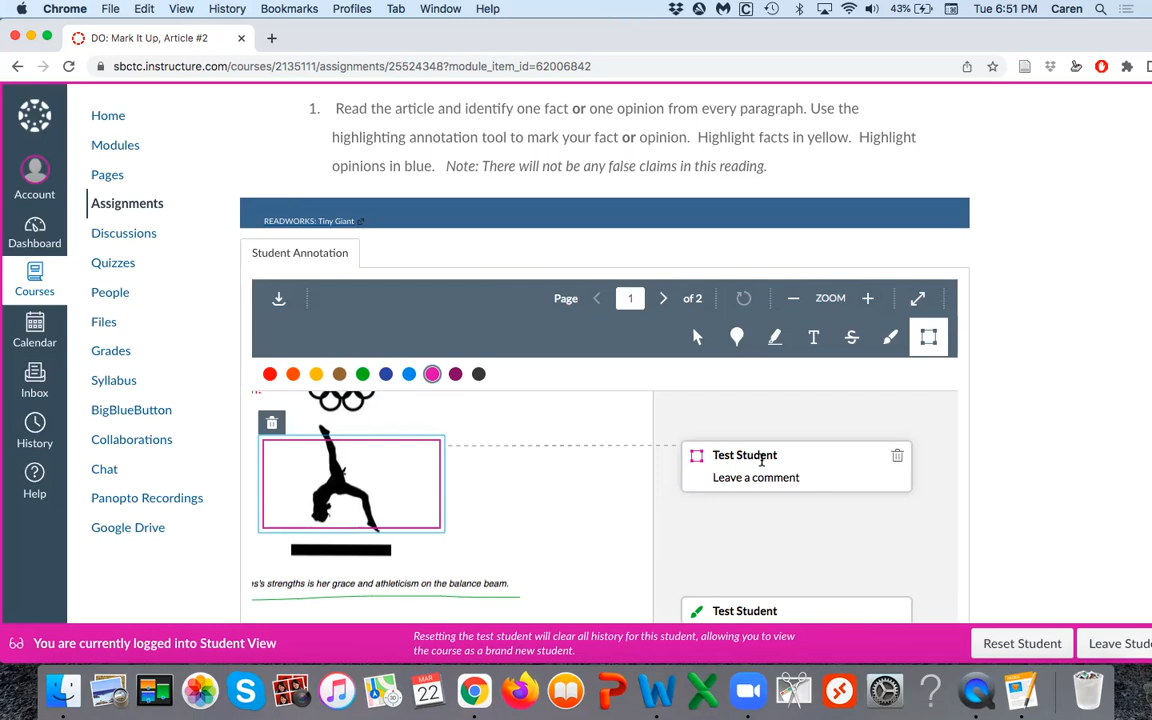 Chrome File Edit View History Bookmarks Profiles Tab Window Help 43% Tue 6:51 PM Caren
DO: Mark It Up, Article #2
sbctc.instructure.com/courses/2135111/assignments/25524348?module_item_id=62006842
Account
Dashboard
Courses
Calendar
Inbox
History
Help
Home
Modules
Pages
Assignments
Discussions
Quizzes
People
Files
Grades
Syllabus
BigBlueButton
Collaborations
Chat
Panopto Recordings
Google Drive
1. Read the article and identify one fact or one opinion from every paragraph. Use the
highlighting annotation tool to mark your fact or opinion. Highlight facts in yellow. Highlight
opinions in blue. Note: There will not be any false claims in this reading.
READWORKS: Tiny Giant
Student Annotation
Page 1 of 2 ZOOM
T S
Test Student
Leave a comment
's strengths is her grace and athleticism on the balance beam.
Test Student
You are currently logged into Student View
Resetting the test student will clear all history for this student, allowing you to view
the course as a brand new student.
Reset Student
Leave Stude
MAR
22